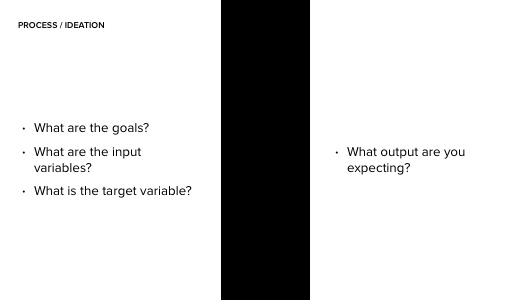 PROCESS / IDEATION
• What are the goals?
• What are the input
variables?
• What is the target variable?
• What output are you
expecting?